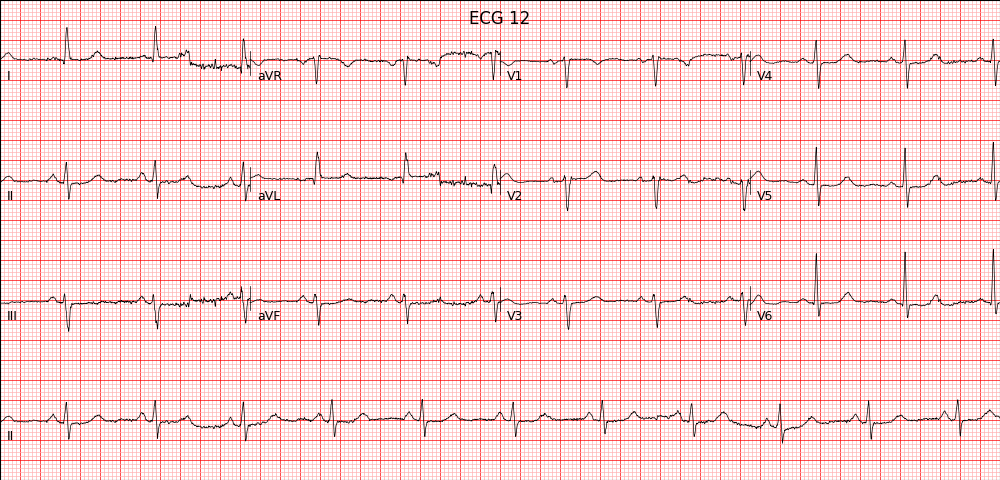 ECG 12
I aVR V1 V4
II aVL V2 V5
III aVF V3 V6
II